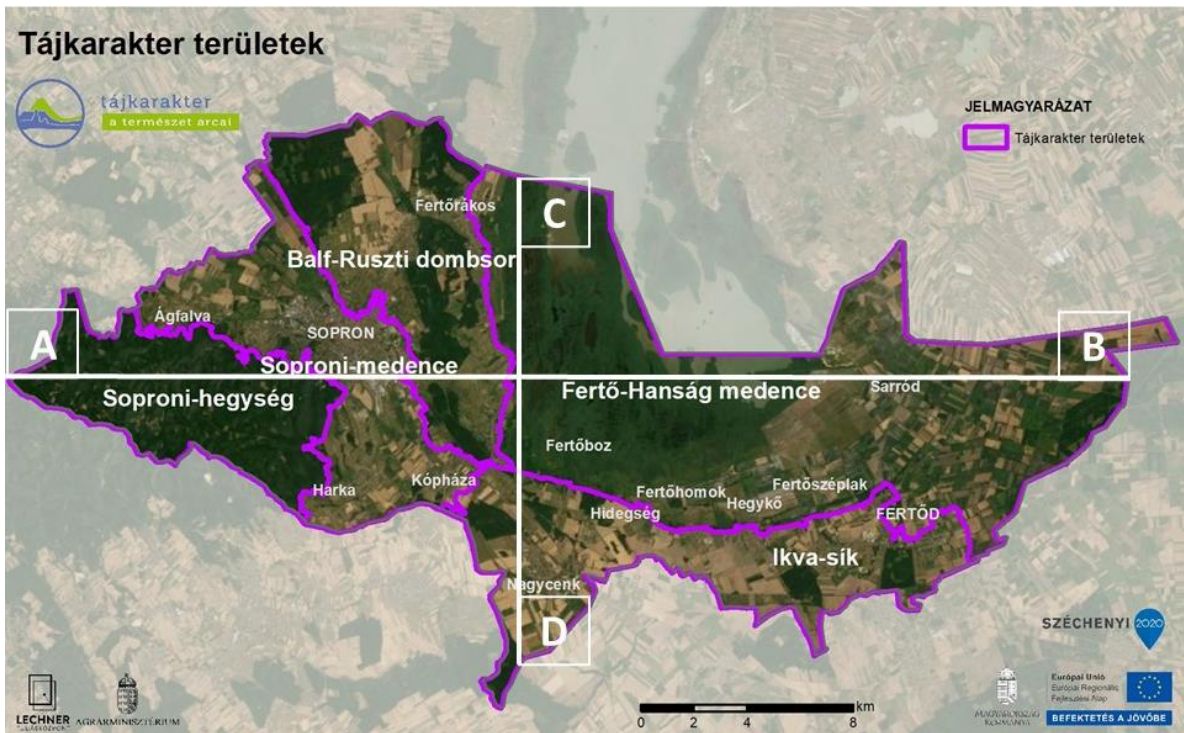 Tájkarakter területek
tájkarakter
a természet arcai
JELMAGYARÁZAT
Tájkarakter területek
C
Fertőrákos
Balf-Ruszti dombsor
A
Ágfalva
SOPRON
B
Soproni-medence
Soproni-hegység
Fertő-Hanság medence
Sarród
Fertőboz
Harka
Kópháza
Fertőhomok
Fertőszéplak
Hegykő
Hidegség
FERTŐD
Ikva-sík
Nagycenk
D
SZÉCHENYI 2020
LECHNER
AGRÁRMINISZTÉRIUM
0 2 4 8 km
MAGYARORSZÁG
KORMÁNYA
Európai Unió
Európai Regionális
Fejlesztési Alap
BEFEKTETÉS A JÖVŐBE